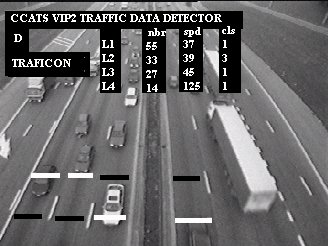 CCATS VIP2 TRAFFIC DATA DETECTOR
D nbr spd cls
L1 55 37 1
TRAFICON L2 33 39 3
L3 27 45 1
L4 14 125 1